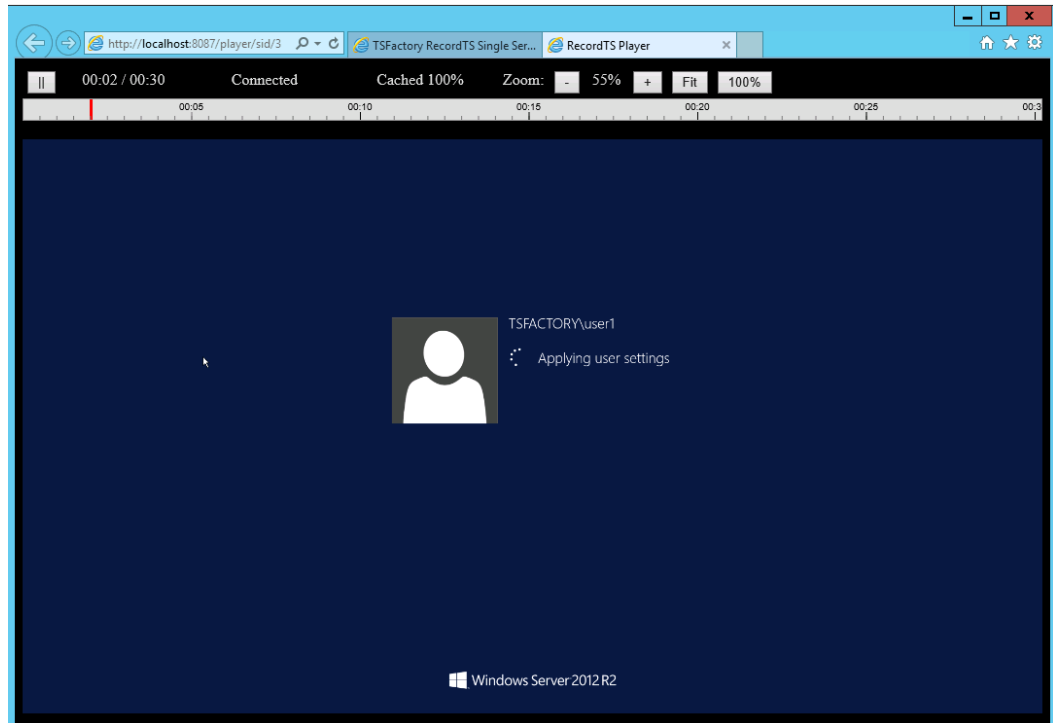 http://localhost:8087/player/sid/3 TSFactory RecordTS Single Ser... RecordTS Player x
|| 00:02 / 00:30 Connected Cached 100% Zoom: - 55% + Fit 100%
00:05 00:10 00:15 00:20 00:25 00:3
TSFACTORY\user1
Applying user settings
Windows Server 2012 R2